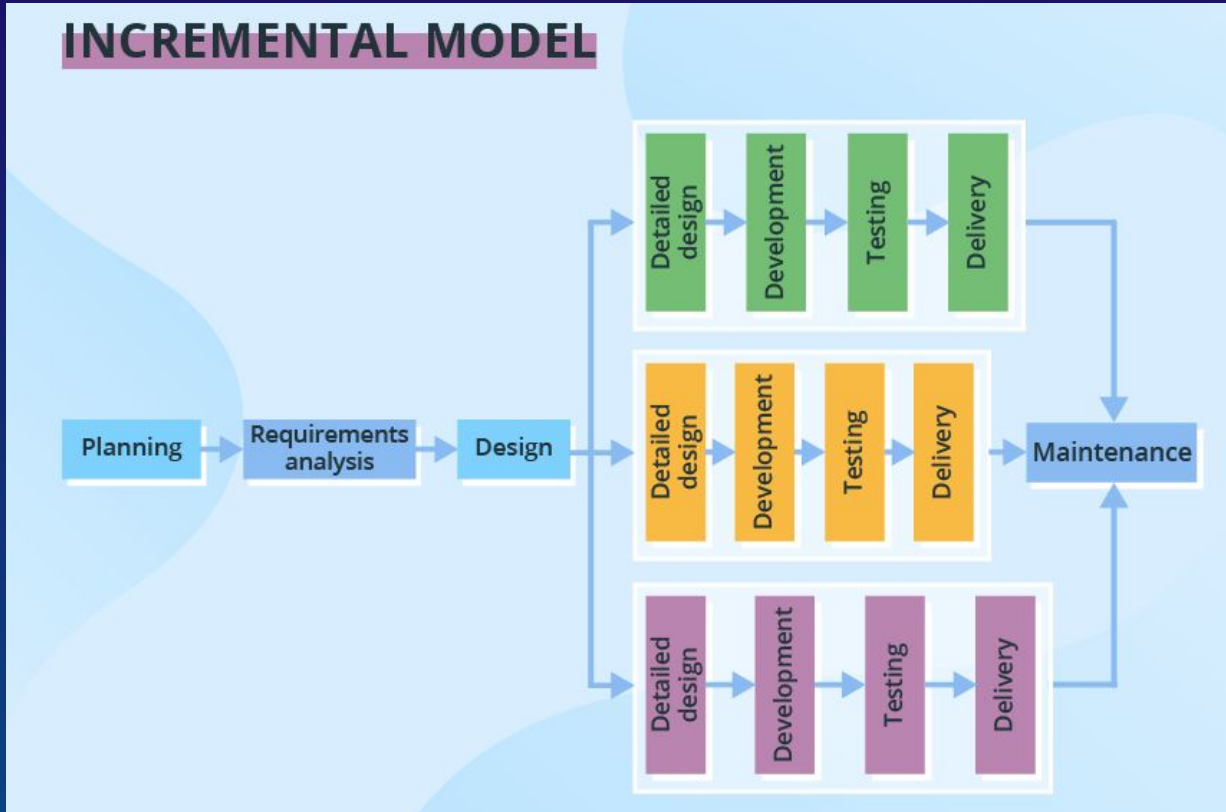 INCREMENTAL MODEL
Detailed
design
Development
Testing
Delivery
Planning
Requirements
analysis
Design
Detailed
design
Development
Testing
Delivery
Maintenance
Detailed
design
Development
Testing
Delivery